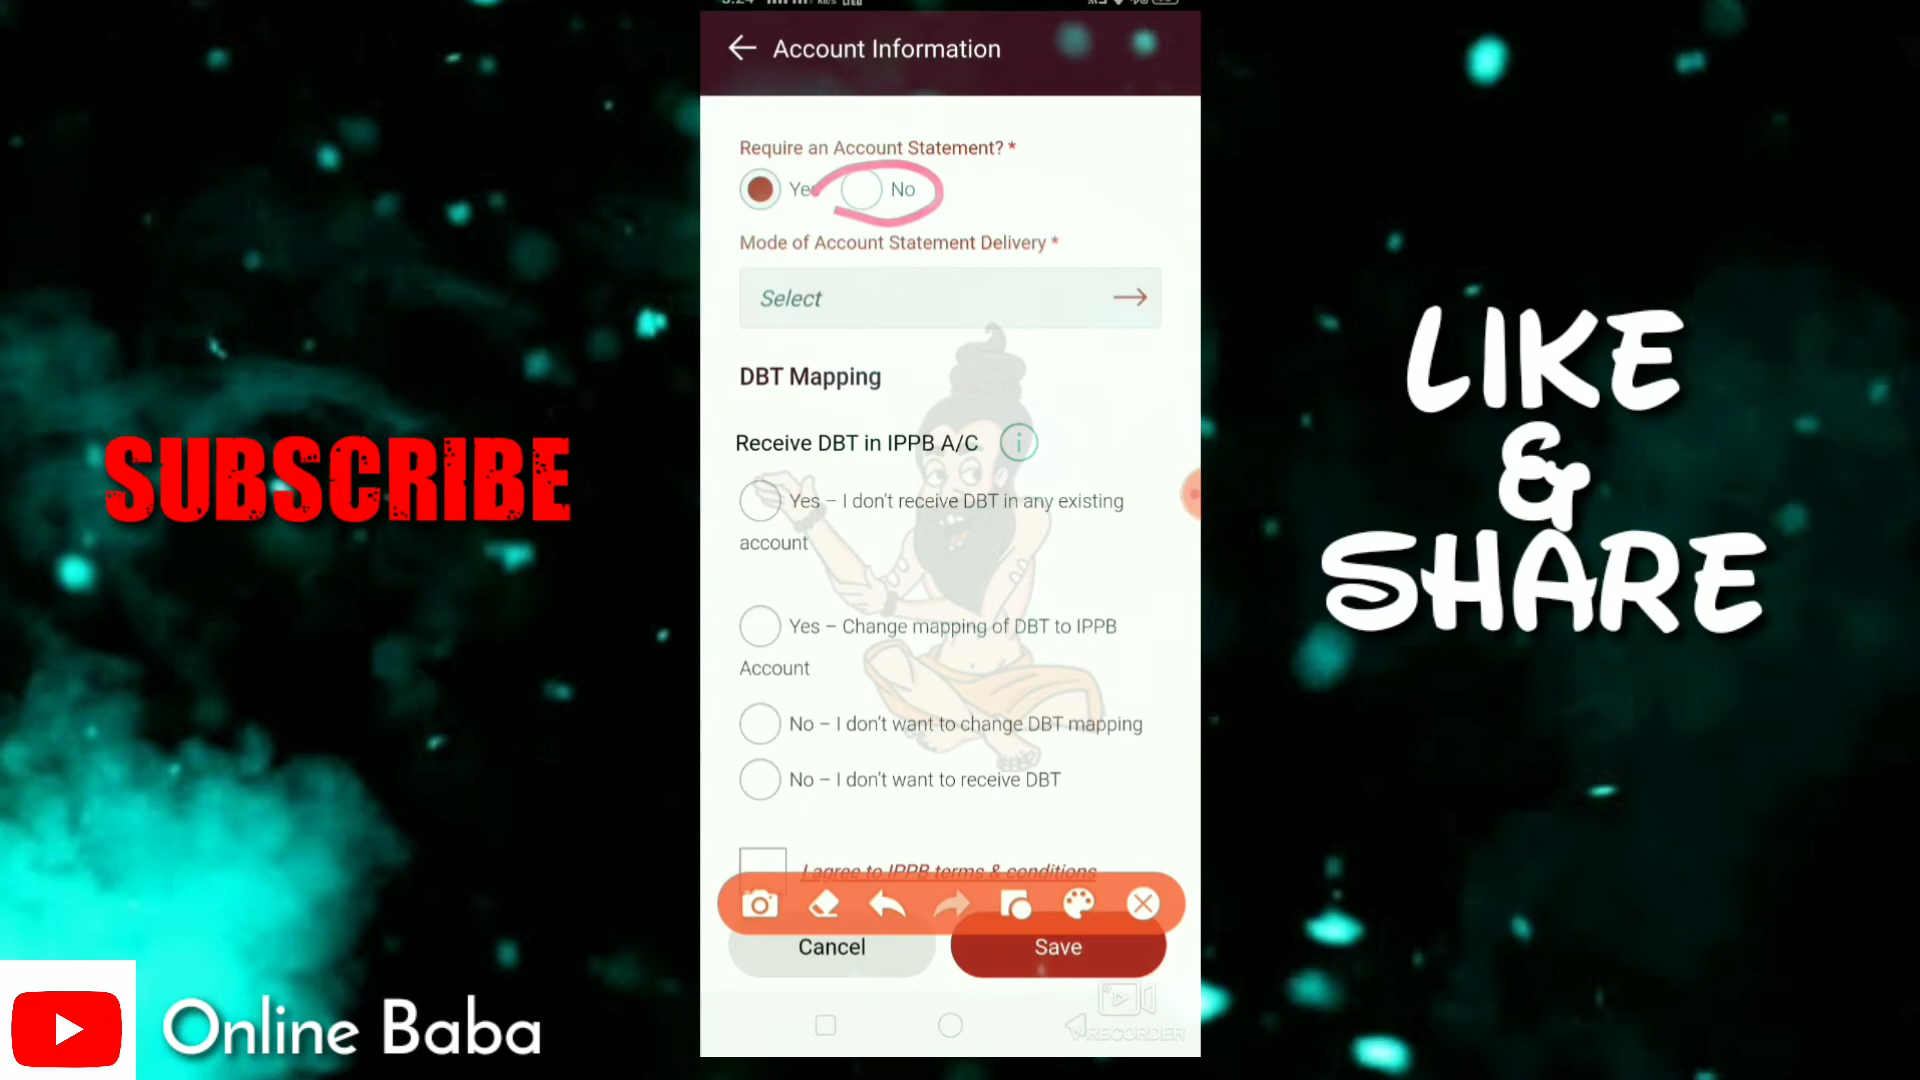 Account Information
Require an Account Statement? *
Yes
No
Mode of Account Statement Delivery *
Select
DBT Mapping
Receive DBT in IPPB A/C
i
Yes – I don't receive DBT in any existing
account
Yes – Change mapping of DBT to IPPB
Account
No – I don't want to change DBT mapping
No – I don't want to receive DBT
I agree to IPPB terms & conditions
Cancel
Save
VRECORDER
SUBSCRIBE
LIKE
&
SHARE
Online Baba